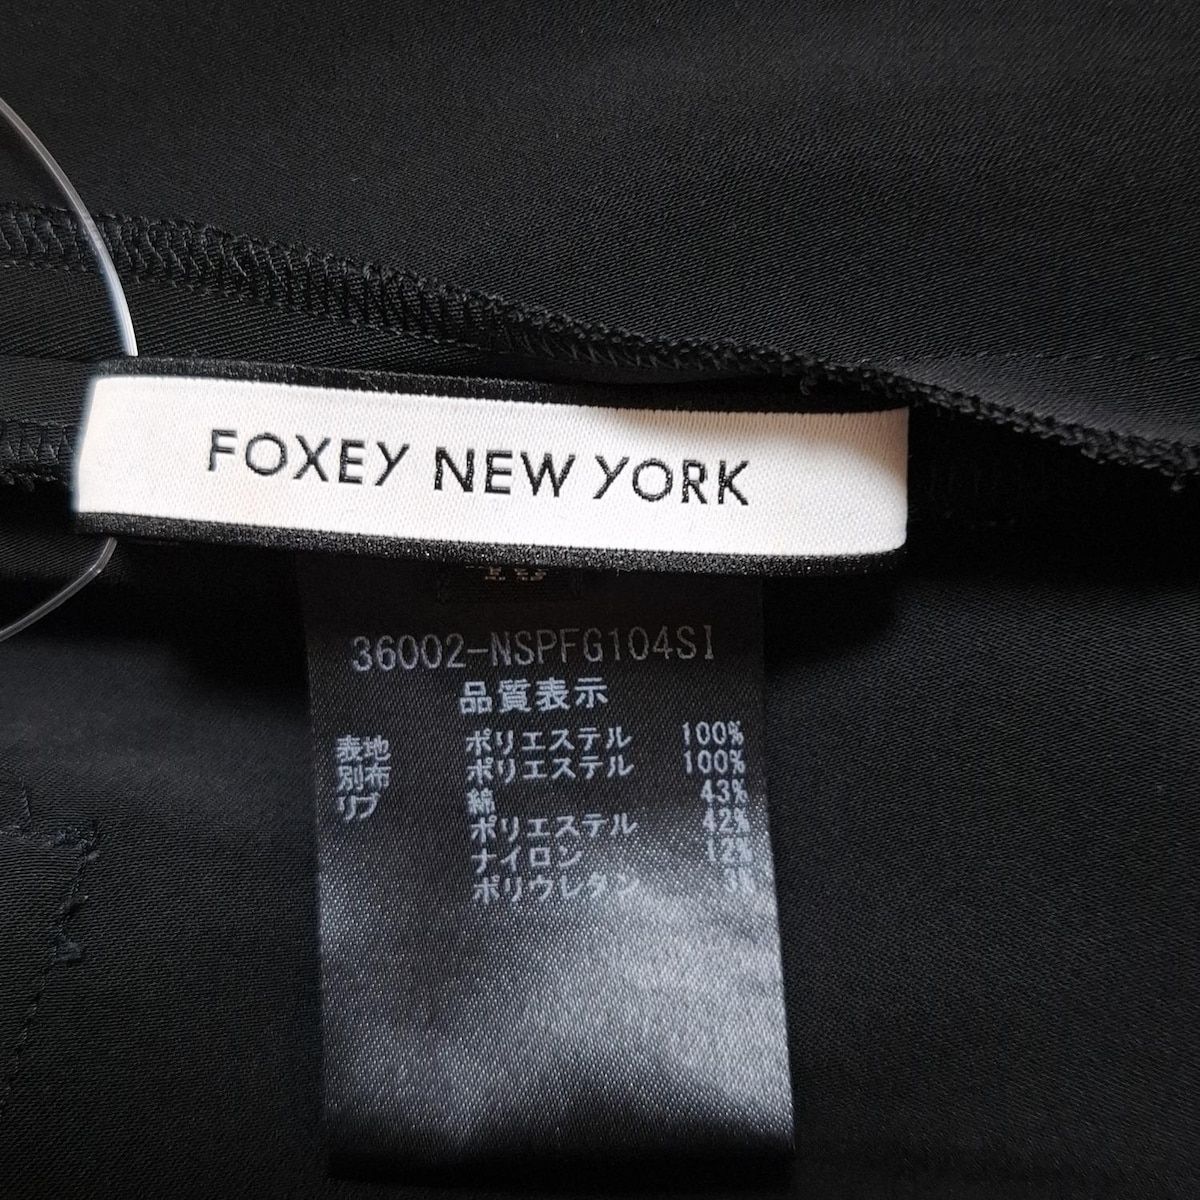 FOXEY NEW YORK
36002-NSPFG104SI
品質表示
表地 ポリエステル 100%
別布 ポリエステル 100%
リブ 綿 43%
ポリエステル 42%
ナイロン 12%
ポリウレタン 3%